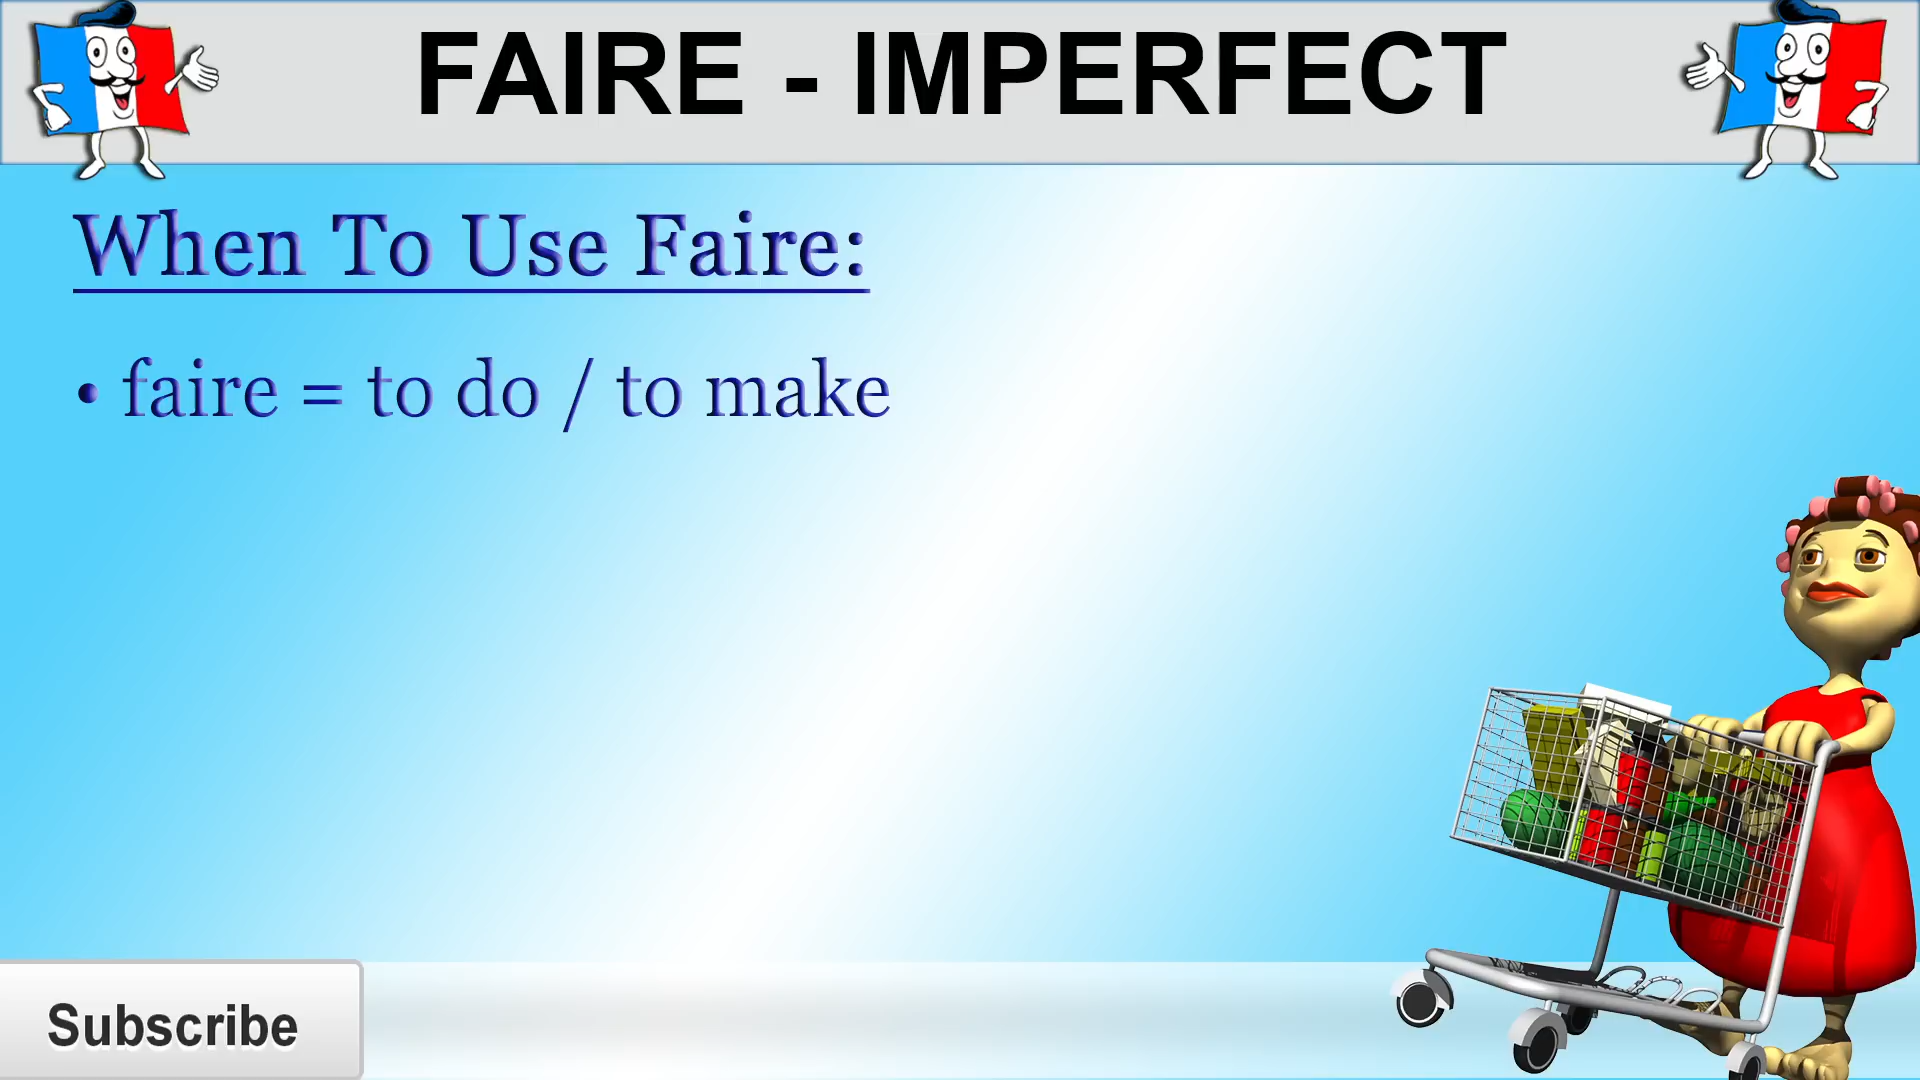 FAIRE - IMPERFECT
When To Use Faire:
• faire = to do / to make
Subscribe